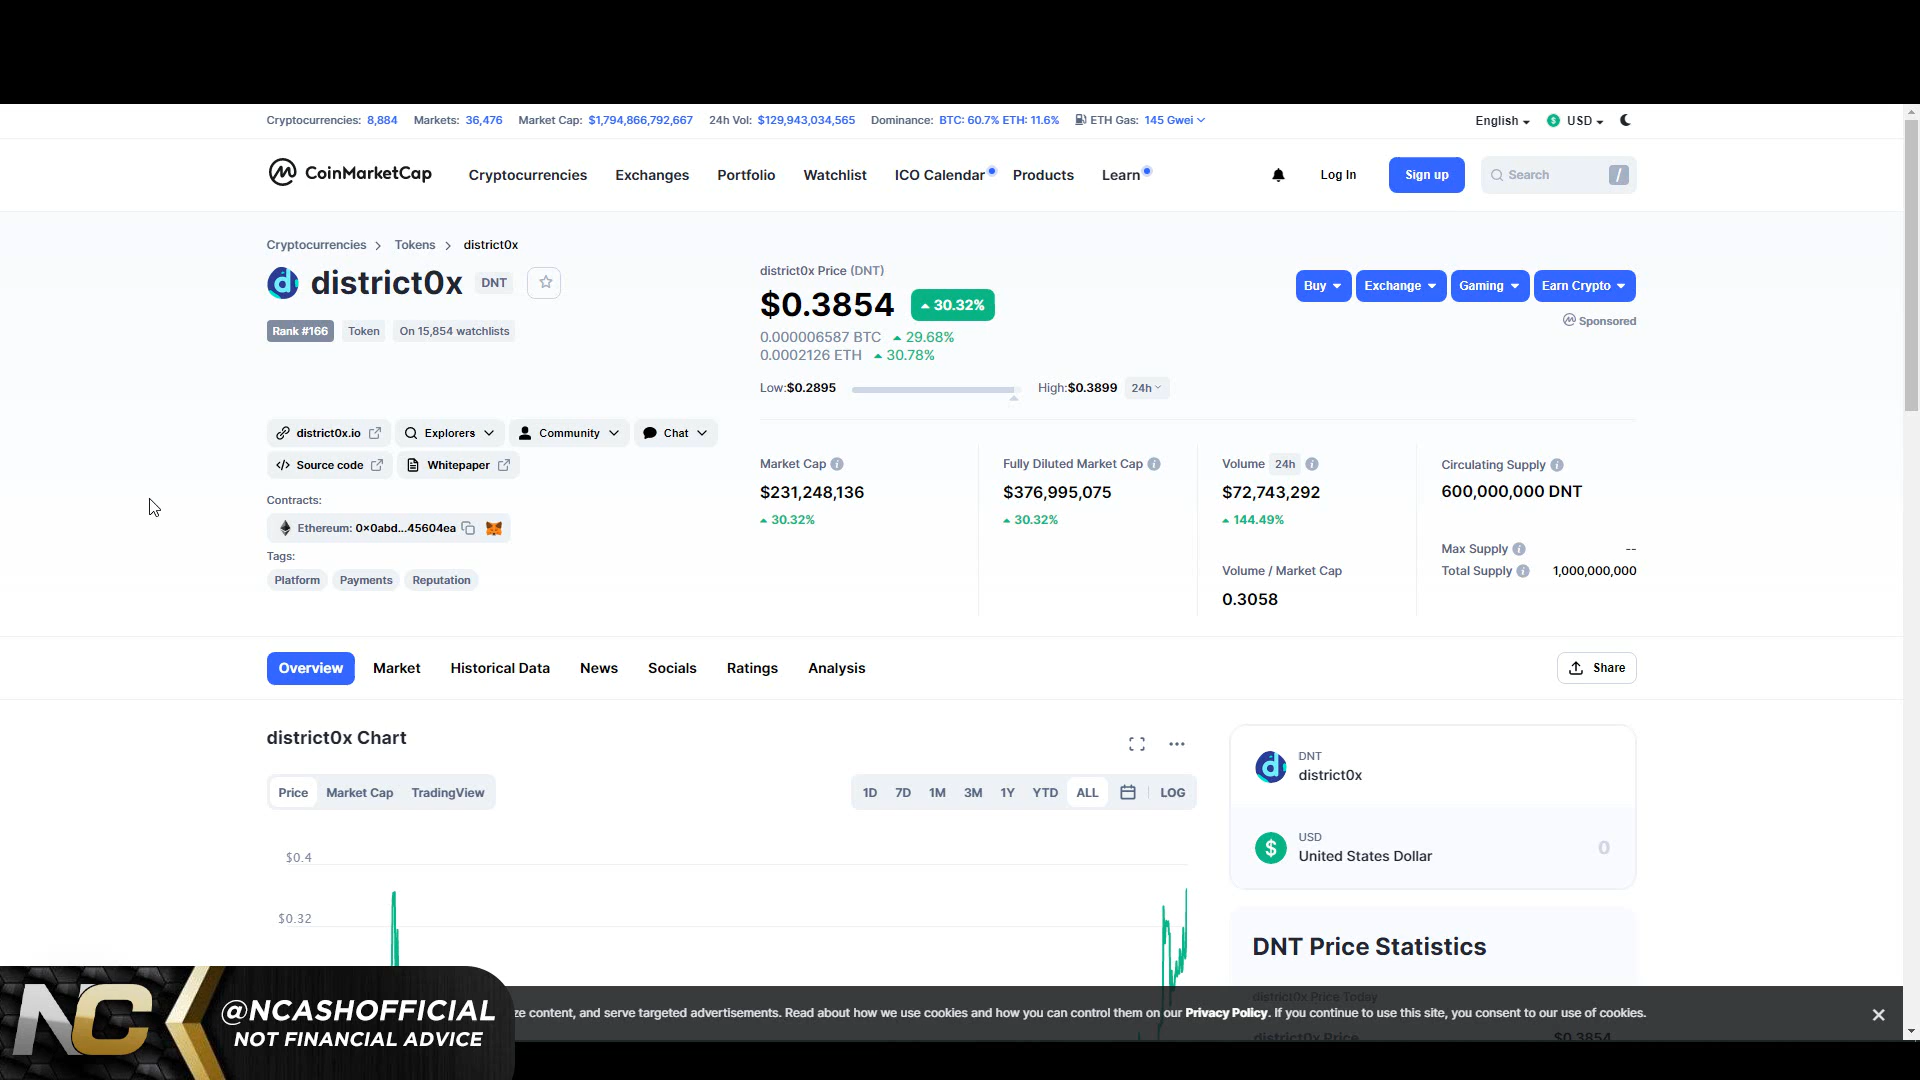 Cryptocurrencies: 8,884 Markets: 36,476 Market Cap: $1,794,866,792,667 24h Vol: $129,943,034,565 Dominance: BTC: 60.7% ETH: 11.6% ETH Gas: 145 Gwei English USD
CoinMarketCap Cryptocurrencies Exchanges Portfolio Watchlist ICO Calendar Products Learn Log In Sign up Search /
Cryptocurrencies > Tokens > district0x
district0x DNT
Rank #166 Token On 15,854 watchlists
district0x Price (DNT)
$0.3854 30.32%
0.000006587 BTC 29.68%
0.0002126 ETH 30.78%
Low:$0.2895 High:$0.3899 24h
Buy Exchange Gaming Earn Crypto
Sponsored
district0x.io Explorers Community Chat
Source code Whitepaper
Contracts:
Ethereum: 0x0abd...45604ea
Tags:
Platform Payments Reputation
Market Cap
$231,248,136
30.32%
Fully Diluted Market Cap
$376,995,075
30.32%
Volume 24h
$72,743,292
144.49%
Volume / Market Cap
0.3058
Circulating Supply
600,000,000 DNT
Max Supply --
Total Supply 1,000,000,000
Overview Market Historical Data News Socials Ratings Analysis Share
district0x Chart
Price Market Cap TradingView 1D 7D 1M 3M 1Y YTD ALL LOG
$0.4
$0.32
DNT
district0x
USD
United States Dollar 0
DNT Price Statistics
district0x Price Today
district0x Price $0.3854
ze content, and serve targeted advertisements. Read about how we use cookies and how you can control them on our Privacy Policy. If you continue to use this site, you consent to our use of cookies.
NC
@NCASHOFFICIAL
NOT FINANCIAL ADVICE